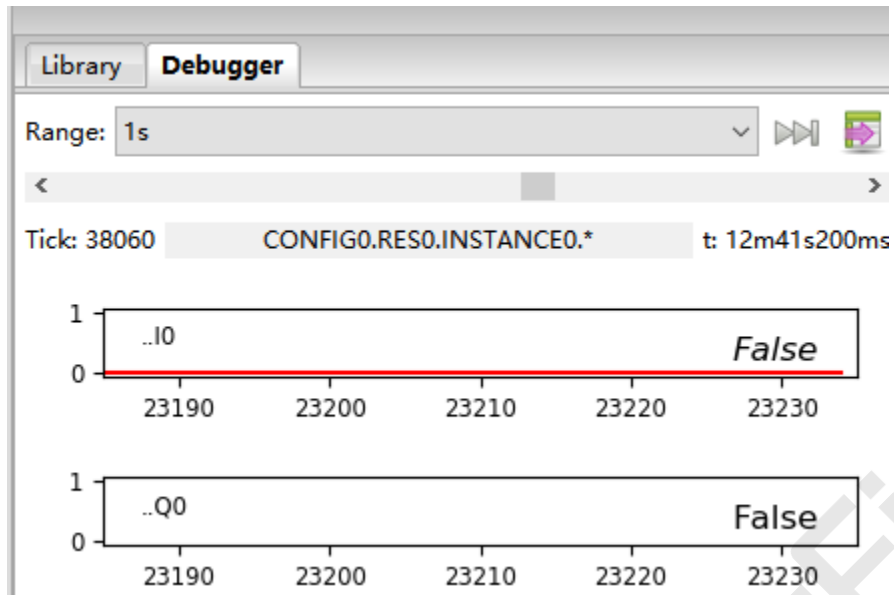 Library Debugger
Range: 1s
Tick: 38060 CONFIG0.RES0.INSTANCE0.* t: 12m41s200ms
1
..I0 False
0
23190 23200 23210 23220 23230
1
..Q0 False
0
23190 23200 23210 23220 23230